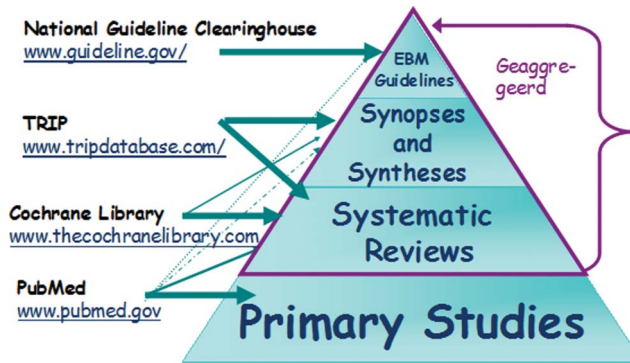 National Guideline Clearinghouse
www.guideline.gov/
TRIP
www.tripdatabase.com/
Cochrane Library
www.thecochranelibrary.com
PubMed
www.pubmed.gov
EBM
Guidelines
Synopses
and
Syntheses
Systematic
Reviews
Primary Studies
Geaggre-
geerd